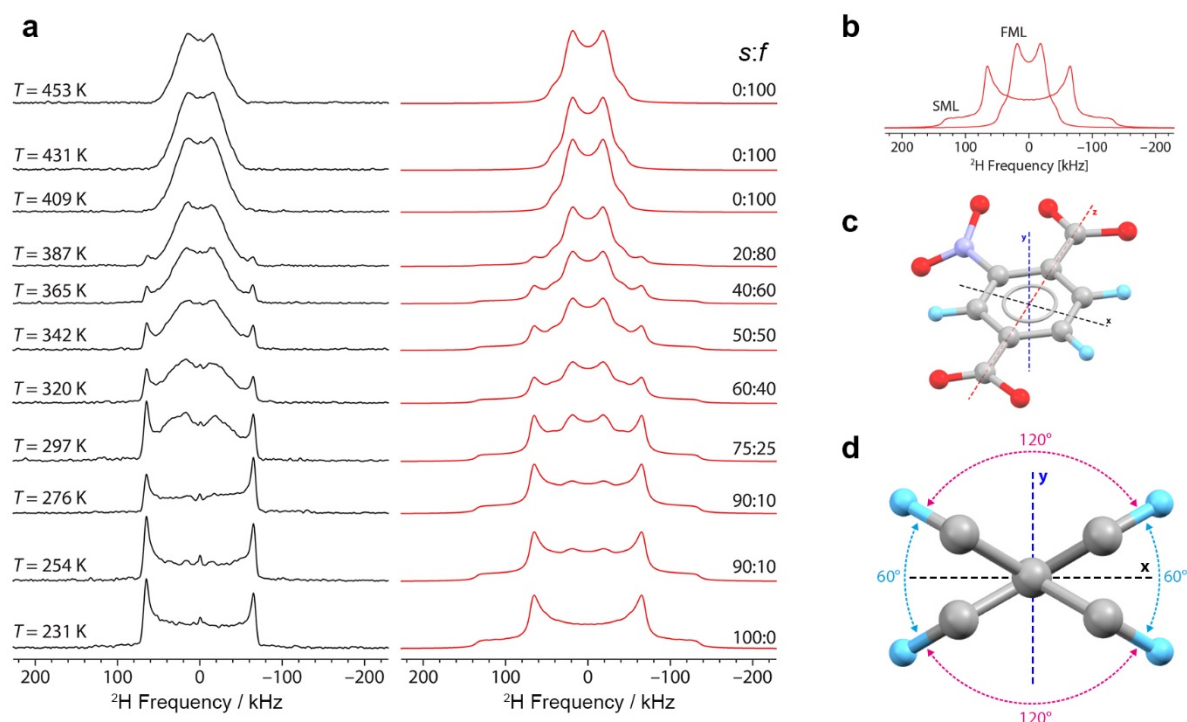 a
s:f
T = 453 K
0:100
T = 431 K
0:100
T = 409 K
0:100
T = 387 K
20:80
T = 365 K
40:60
T = 342 K
50:50
T = 320 K
60:40
T = 297 K
75:25
T = 276 K
90:10
T = 254 K
90:10
T = 231 K
100:0
200 100 0 −100 −200
²H Frequency / kHz
200 100 0 −100 −200
²H Frequency / kHz
b
FML
SML
200 100 0 −100 −200
²H Frequency [kHz]
c
z
y
x
d
120°
y
60°
x
60°
120°